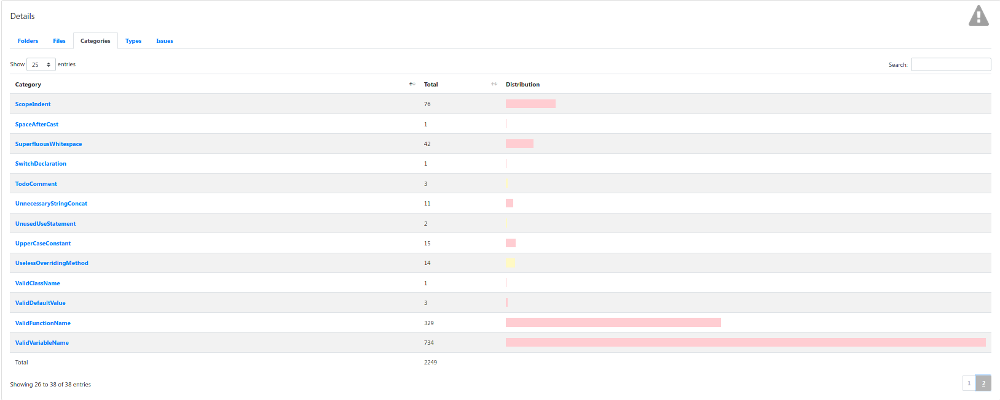 Details
Folders Files Categories Types Issues
Show 25 entries Search:
Category Total Distribution
ScopeIndent 76
SpaceAfterCast 1
SuperfluousWhitespace 42
SwitchDeclaration 1
TodoComment 3
UnnecessaryStringConcat 11
UnusedUseStatement 2
UpperCaseConstant 15
UselessOverridingMethod 14
ValidClassName 1
ValidDefaultValue 3
ValidFunctionName 329
ValidVariableName 734
Total 2249
Showing 26 to 38 of 38 entries 1 2